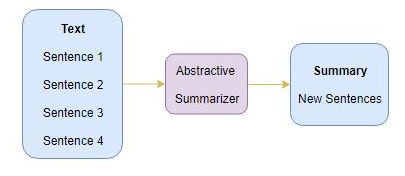 Text
Sentence 1
Sentence 2
Sentence 3
Sentence 4
Abstractive
Summarizer
Summary
New Sentences